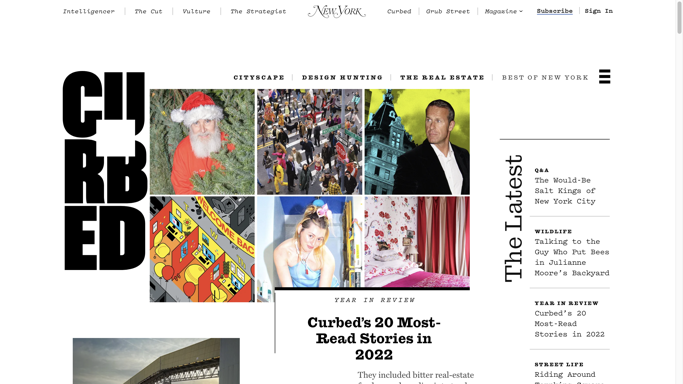 Intelligencer
The Cut
Vulture
The Strategist
NEW YORK
Curbed
Grub Street
Magazine
Subscribe
Sign In
CURBED
CITYSCAPE
DESIGN HUNTING
THE REAL ESTATE
BEST OF NEW YORK
WELCOME BACK
YEAR IN REVIEW
Curbed's 20 Most-
Read Stories in
2022
They included bitter real-estate
The Latest
Q&A
The Would-Be
Salt Kings of
New York City
WILDLIFE
Talking to the
Guy Who Put Bees
in Julianne
Moore's Backyard
YEAR IN REVIEW
Curbed's 20
Most-Read
Stories in 2022
STREET LIFE
Riding Around